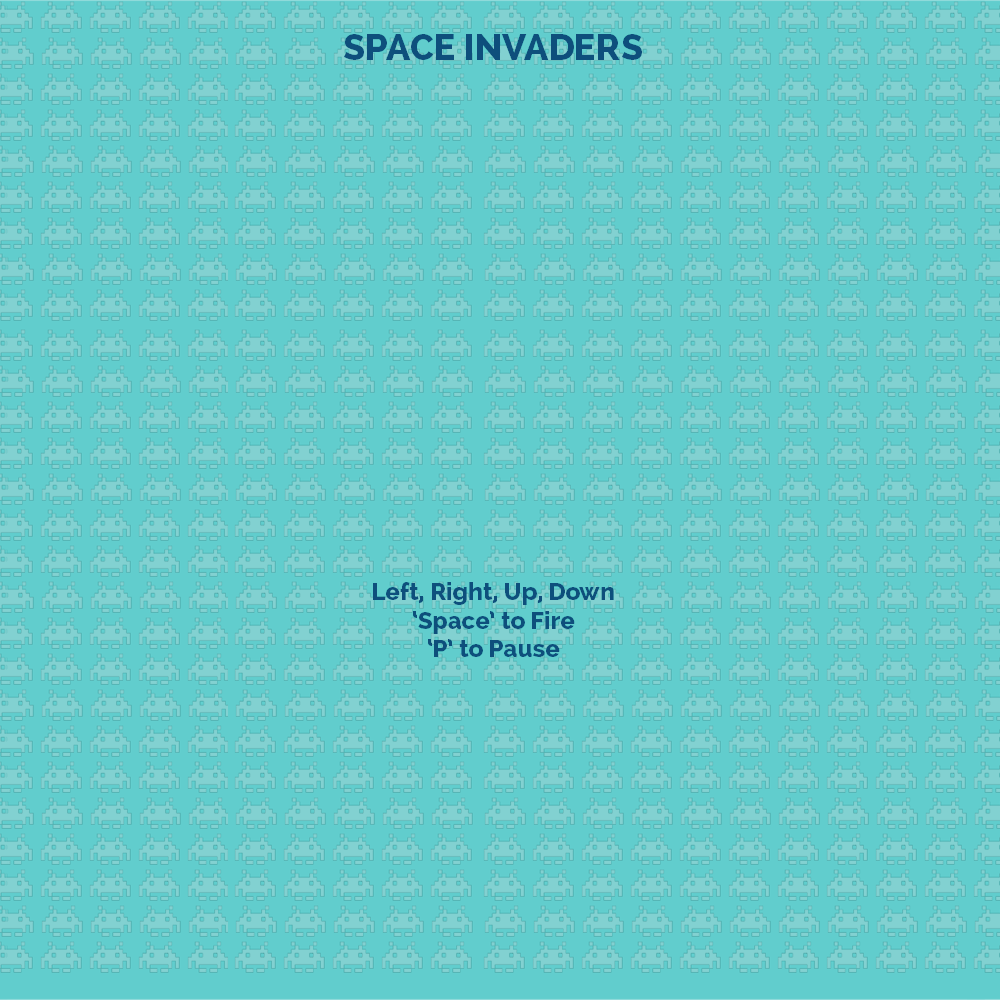 SPACE INVADERS
Left, Right, Up, Down
‘Space’ to Fire
‘P’ to Pause